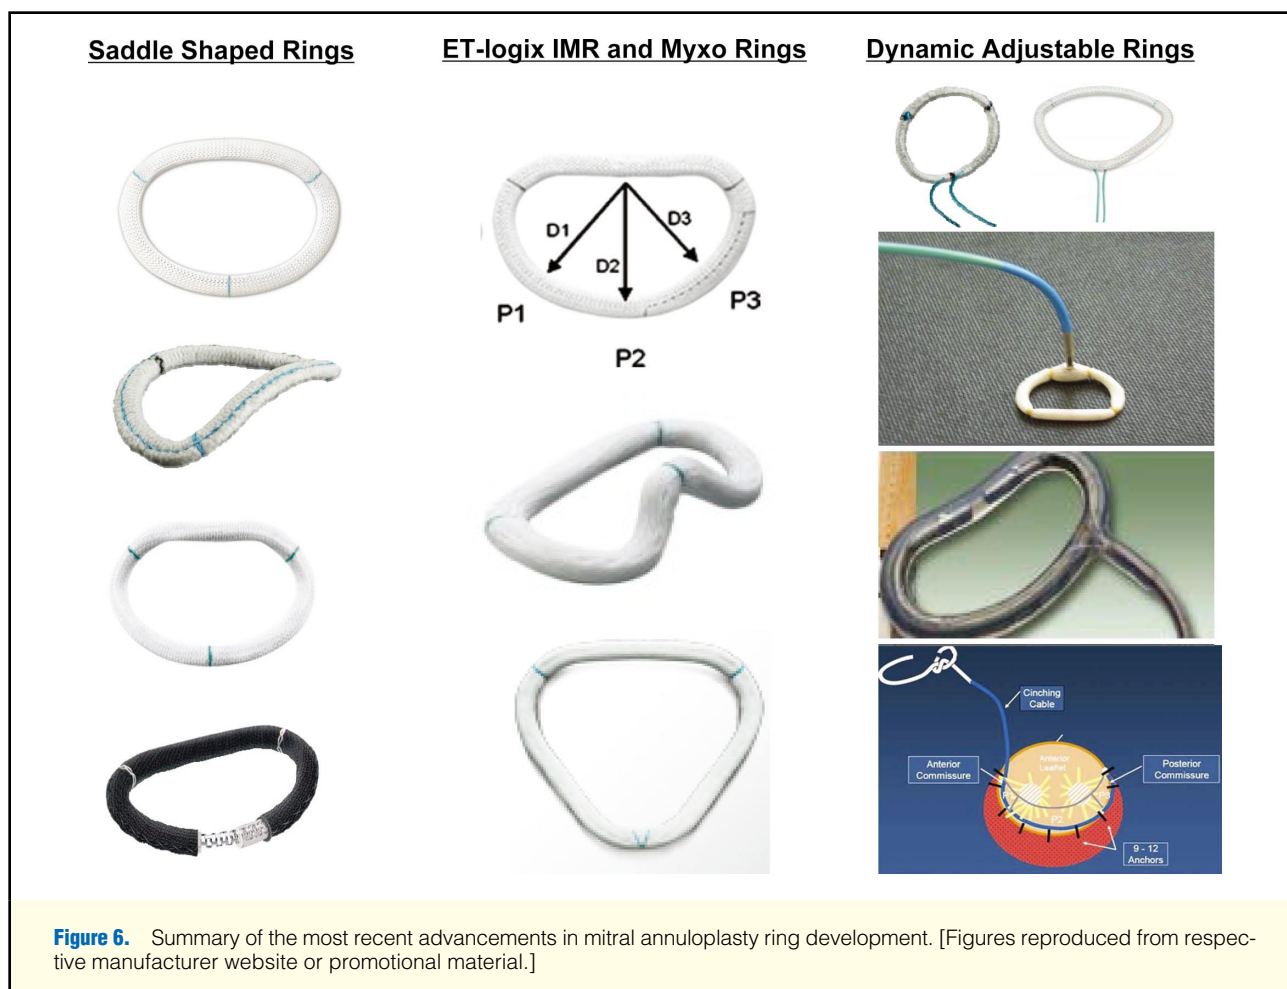 Saddle Shaped Rings
ET-logix IMR and Myxo Rings
Dynamic Adjustable Rings
D1
D2
D3
P1
P2
P3
Cinching
Cable
Anterior
Commissure
Anterior
Leaflet
Posterior
Commissure
P2
9 - 12
Anchors
Figure 6. Summary of the most recent advancements in mitral annuloplasty ring development. [Figures reproduced from respec-
tive manufacturer website or promotional material.]